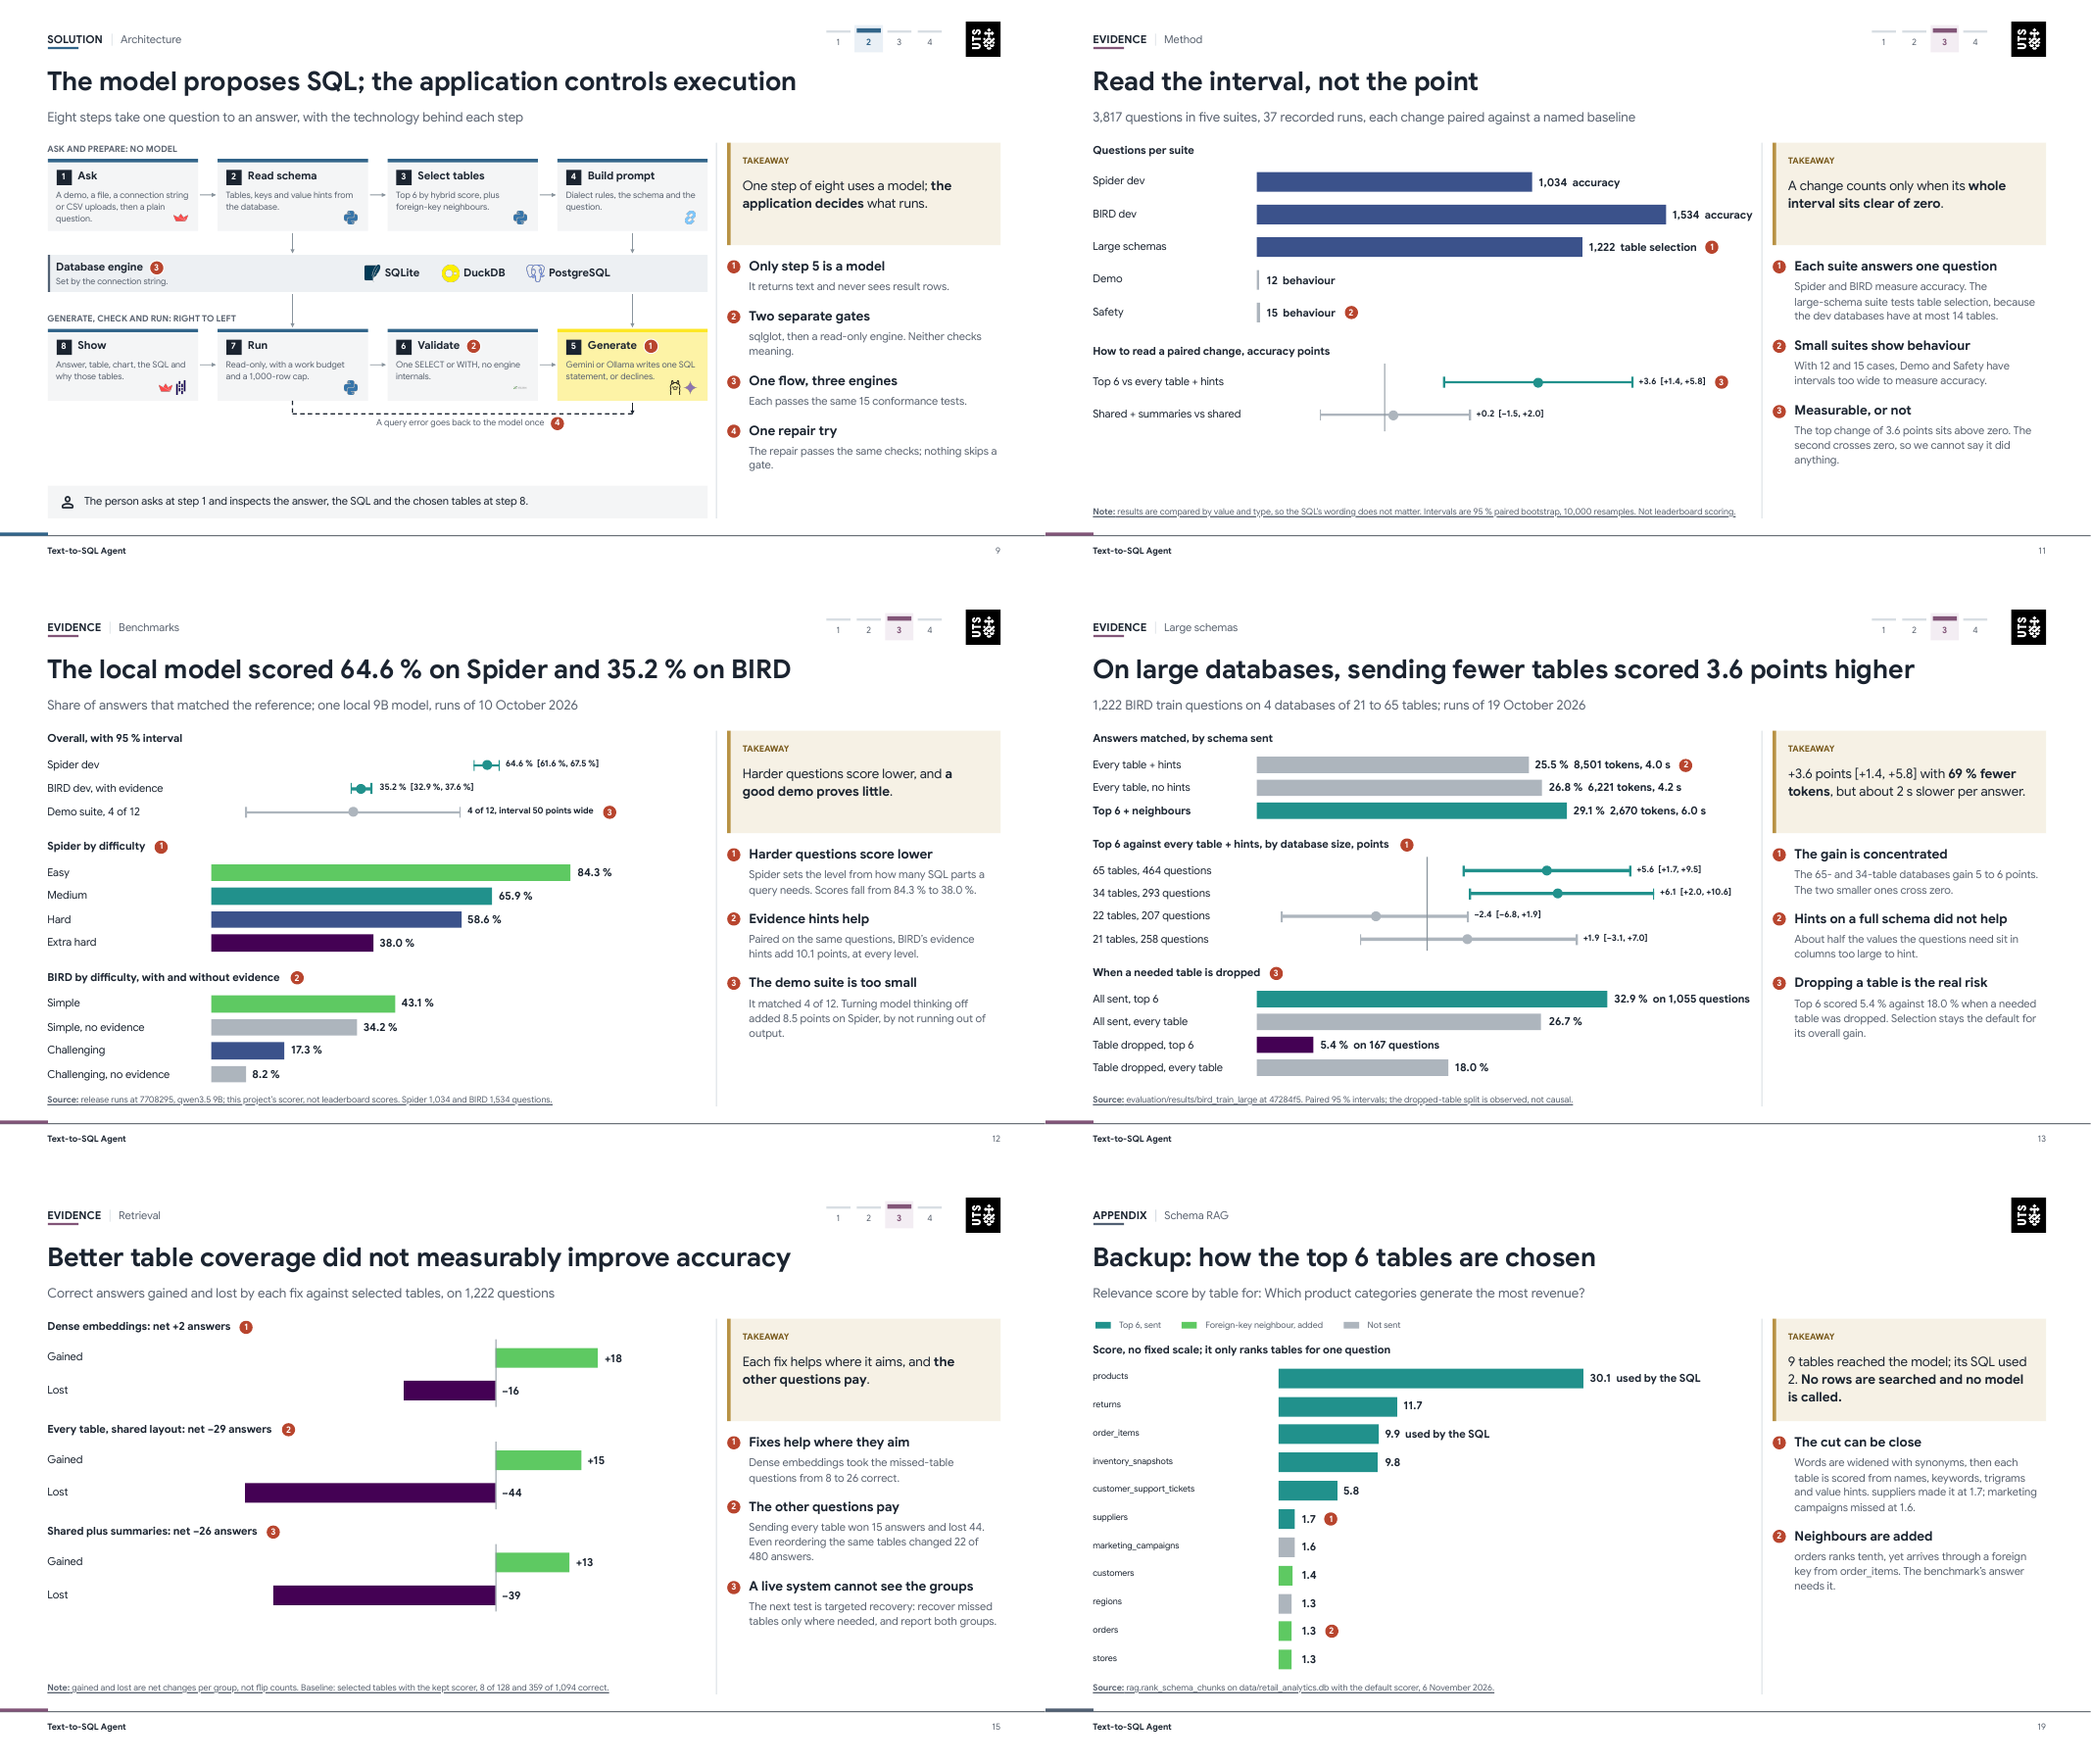 SOLUTION | Architecture
1 2 3 4
UTS
The model proposes SQL; the application controls execution
Eight steps take one question to an answer, with the technology behind each step
ASK AND PREPARE: NO MODEL
1 Ask
A demo, a file, a connection string
or CSV uploads, then a plain
question.
2 Read schema
Tables, keys and value hints from
the database.
3 Select tables
Top 6 by hybrid score, plus
foreign-key neighbours.
4 Build prompt
Dialect rules, the schema and the
question.
Database engine 3
Set by the connection string.
SQLite
DuckDB
PostgreSQL
GENERATE, CHECK AND RUN: RIGHT TO LEFT
8 Show
Answer, table, chart, the SQL and
why those tables.
7 Run
Read-only, with a work budget
and a 1,000-row cap.
6 Validate 2
One SELECT or WITH, no engine
internals.
5 Generate 1
Gemini or Ollama writes one SQL
statement, or declines.
A query error goes back to the model once 4
The person asks at step 1 and inspects the answer, the SQL and the chosen tables at step 8.
TAKEAWAY
One step of eight uses a model; the
application decides what runs.
1 Only step 5 is a model
It returns text and never sees result rows.
2 Two separate gates
sqlglot, then a read-only engine. Neither checks
meaning.
3 One flow, three engines
Each passes the same 15 conformance tests.
4 One repair try
The repair passes the same checks; nothing skips a
gate.
Text-to-SQL Agent
9
EVIDENCE | Method
1 2 3 4
UTS
Read the interval, not the point
3,817 questions in five suites, 37 recorded runs, each change paired against a named baseline
Questions per suite
Spider dev 1,034 accuracy
BIRD dev 1,534 accuracy
Large schemas 1,222 table selection 1
Demo 12 behaviour
Safety 15 behaviour 2
How to read a paired change, accuracy points
Top 6 vs every table + hints +3.6 [+1.4, +5.8] 3
Shared + summaries vs shared +0.2 [−1.5, +2.0]
Note: results are compared by value and type, so the SQL's wording does not matter. Intervals are 95 % paired bootstrap, 10,000 resamples. Not leaderboard scoring.
TAKEAWAY
A change counts only when its whole
interval sits clear of zero.
1 Each suite answers one question
Spider and BIRD measure accuracy. The
large-schema suite tests table selection, because
the dev databases have at most 14 tables.
2 Small suites show behaviour
With 12 and 15 cases, Demo and Safety have
intervals too wide to measure accuracy.
3 Measurable, or not
The top change of 3.6 points sits above zero. The
second crosses zero, so we cannot say it did
anything.
Text-to-SQL Agent
11
EVIDENCE | Benchmarks
1 2 3 4
UTS
The local model scored 64.6 % on Spider and 35.2 % on BIRD
Share of answers that matched the reference; one local 9B model, runs of 10 October 2026
Overall, with 95 % interval
Spider dev 64.6 % [61.6 %, 67.5 %]
BIRD dev, with evidence 35.2 % [32.9 %, 37.6 %]
Demo suite, 4 of 12 4 of 12, interval 50 points wide 3
Spider by difficulty 1
Easy 84.3 %
Medium 65.9 %
Hard 58.6 %
Extra hard 38.0 %
BIRD by difficulty, with and without evidence 2
Simple 43.1 %
Simple, no evidence 34.2 %
Challenging 17.3 %
Challenging, no evidence 8.2 %
Source: release runs at 7708295, qwen3.5 9B; this project's scorer, not leaderboard scores. Spider 1,034 and BIRD 1,534 questions.
TAKEAWAY
Harder questions score lower, and a
good demo proves little.
1 Harder questions score lower
Spider sets the level from how many SQL parts a
query needs. Scores fall from 84.3 % to 38.0 %.
2 Evidence hints help
Paired on the same questions, BIRD's evidence
hints add 10.1 points, at every level.
3 The demo suite is too small
It matched 4 of 12. Turning model thinking off
added 8.5 points on Spider, by not running out of
output.
Text-to-SQL Agent
12
EVIDENCE | Large schemas
1 2 3 4
UTS
On large databases, sending fewer tables scored 3.6 points higher
1,222 BIRD train questions on 4 databases of 21 to 65 tables; runs of 19 October 2026
Answers matched, by schema sent
Every table + hints 25.5 % 8,501 tokens, 4.0 s 2
Every table, no hints 26.8 % 6,221 tokens, 4.2 s
Top 6 + neighbours 29.1 % 2,670 tokens, 6.0 s
Top 6 against every table + hints, by database size, points 1
65 tables, 464 questions +5.6 [+1.7, +9.5]
34 tables, 293 questions +6.1 [+2.0, +10.6]
22 tables, 207 questions −2.4 [−6.8, +1.9]
21 tables, 258 questions +1.9 [−3.1, +7.0]
When a needed table is dropped 3
All sent, top 6 32.9 % on 1,055 questions
All sent, every table 26.7 %
Table dropped, top 6 5.4 % on 167 questions
Table dropped, every table 18.0 %
Source: evaluation/results/bird_train_large at 47284f5. Paired 95 % intervals; the dropped-table split is observed, not causal.
TAKEAWAY
+3.6 points [+1.4, +5.8] with 69 % fewer
tokens, but about 2 s slower per answer.
1 The gain is concentrated
The 65- and 34-table databases gain 5 to 6 points.
The two smaller ones cross zero.
2 Hints on a full schema did not help
About half the values the questions need sit in
columns too large to hint.
3 Dropping a table is the real risk
Top 6 scored 5.4 % against 18.0 % when a needed
table was dropped. Selection stays the default for
its overall gain.
Text-to-SQL Agent
13
EVIDENCE | Retrieval
1 2 3 4
UTS
Better table coverage did not measurably improve accuracy
Correct answers gained and lost by each fix against selected tables, on 1,222 questions
Dense embeddings: net +2 answers 1
Gained +18
Lost −16
Every table, shared layout: net −29 answers 2
Gained +15
Lost −44
Shared plus summaries: net −26 answers 3
Gained +13
Lost −39
Note: gained and lost are net changes per group, not flip counts. Baseline: selected tables with the kept scorer, 8 of 128 and 359 of 1,094 correct.
TAKEAWAY
Each fix helps where it aims, and the
other questions pay.
1 Fixes help where they aim
Dense embeddings took the missed-table
questions from 8 to 26 correct.
2 The other questions pay
Sending every table won 15 answers and lost 44.
Even reordering the same tables changed 22 of
480 answers.
3 A live system cannot see the groups
The next test is targeted recovery: recover missed
tables only where needed, and report both groups.
Text-to-SQL Agent
15
APPENDIX | Schema RAG
UTS
Backup: how the top 6 tables are chosen
Relevance score by table for: Which product categories generate the most revenue?
Top 6, sent
Foreign-key neighbour, added
Not sent
Score, no fixed scale; it only ranks tables for one question
products 30.1 used by the SQL
returns 11.7
order_items 9.9 used by the SQL
inventory_snapshots 9.8
customer_support_tickets 5.8
suppliers 1.7 1
marketing_campaigns 1.6
customers 1.4
regions 1.3
orders 1.3 2
stores 1.3
Source: rag.rank_schema_chunks on data/retail_analytics.db with the default scorer, 6 November 2026.
TAKEAWAY
9 tables reached the model; its SQL used
2. No rows are searched and no model
is called.
1 The cut can be close
Words are widened with synonyms, then each
table is scored from names, keywords, trigrams
and value hints. suppliers made it at 1.7; marketing
campaigns missed at 1.6.
2 Neighbours are added
orders ranks tenth, yet arrives through a foreign
key from order_items. The benchmark's answer
needs it.
Text-to-SQL Agent
19